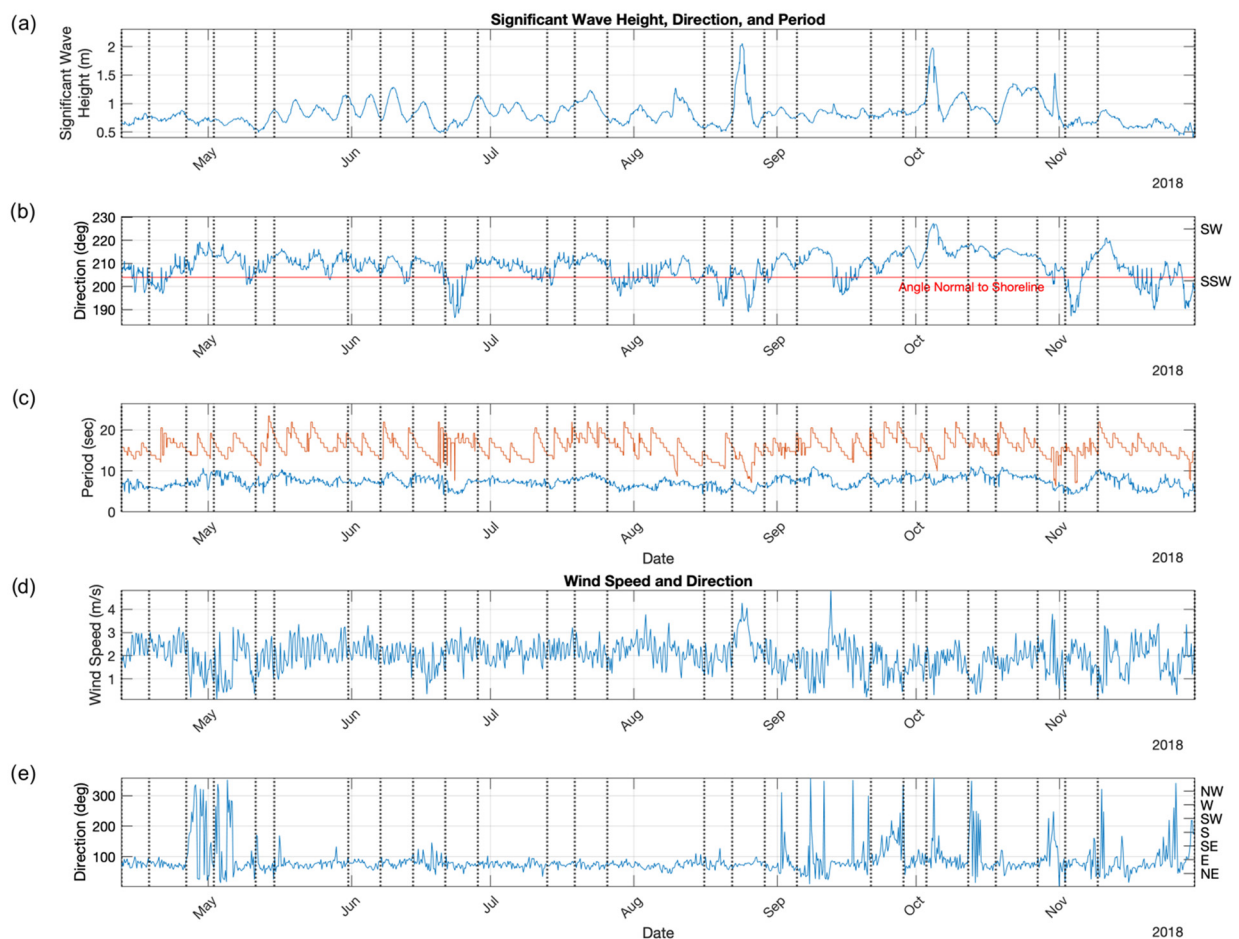 (a)
Significant Wave Height, Direction, and Period
Significant Wave
Height (m)
2
1.5
1
0.5
May
Jun
Jul
Aug
Sep
Oct
Nov
2018
(b)
Direction (deg)
230
220
210
200
190
SW
SSW
Angle Normal to Shoreline
May
Jun
Jul
Aug
Sep
Oct
Nov
2018
(c)
Period (sec)
20
10
0
May
Jun
Jul
Aug
Sep
Oct
Nov
Date
2018
(d)
Wind Speed and Direction
Wind Speed (m/s)
4
3
2
1
May
Jun
Jul
Aug
Sep
Oct
Nov
2018
(e)
Direction (deg)
300
200
100
NW
W
SW
S
SE
E
NE
May
Jun
Jul
Aug
Sep
Oct
Nov
Date
2018